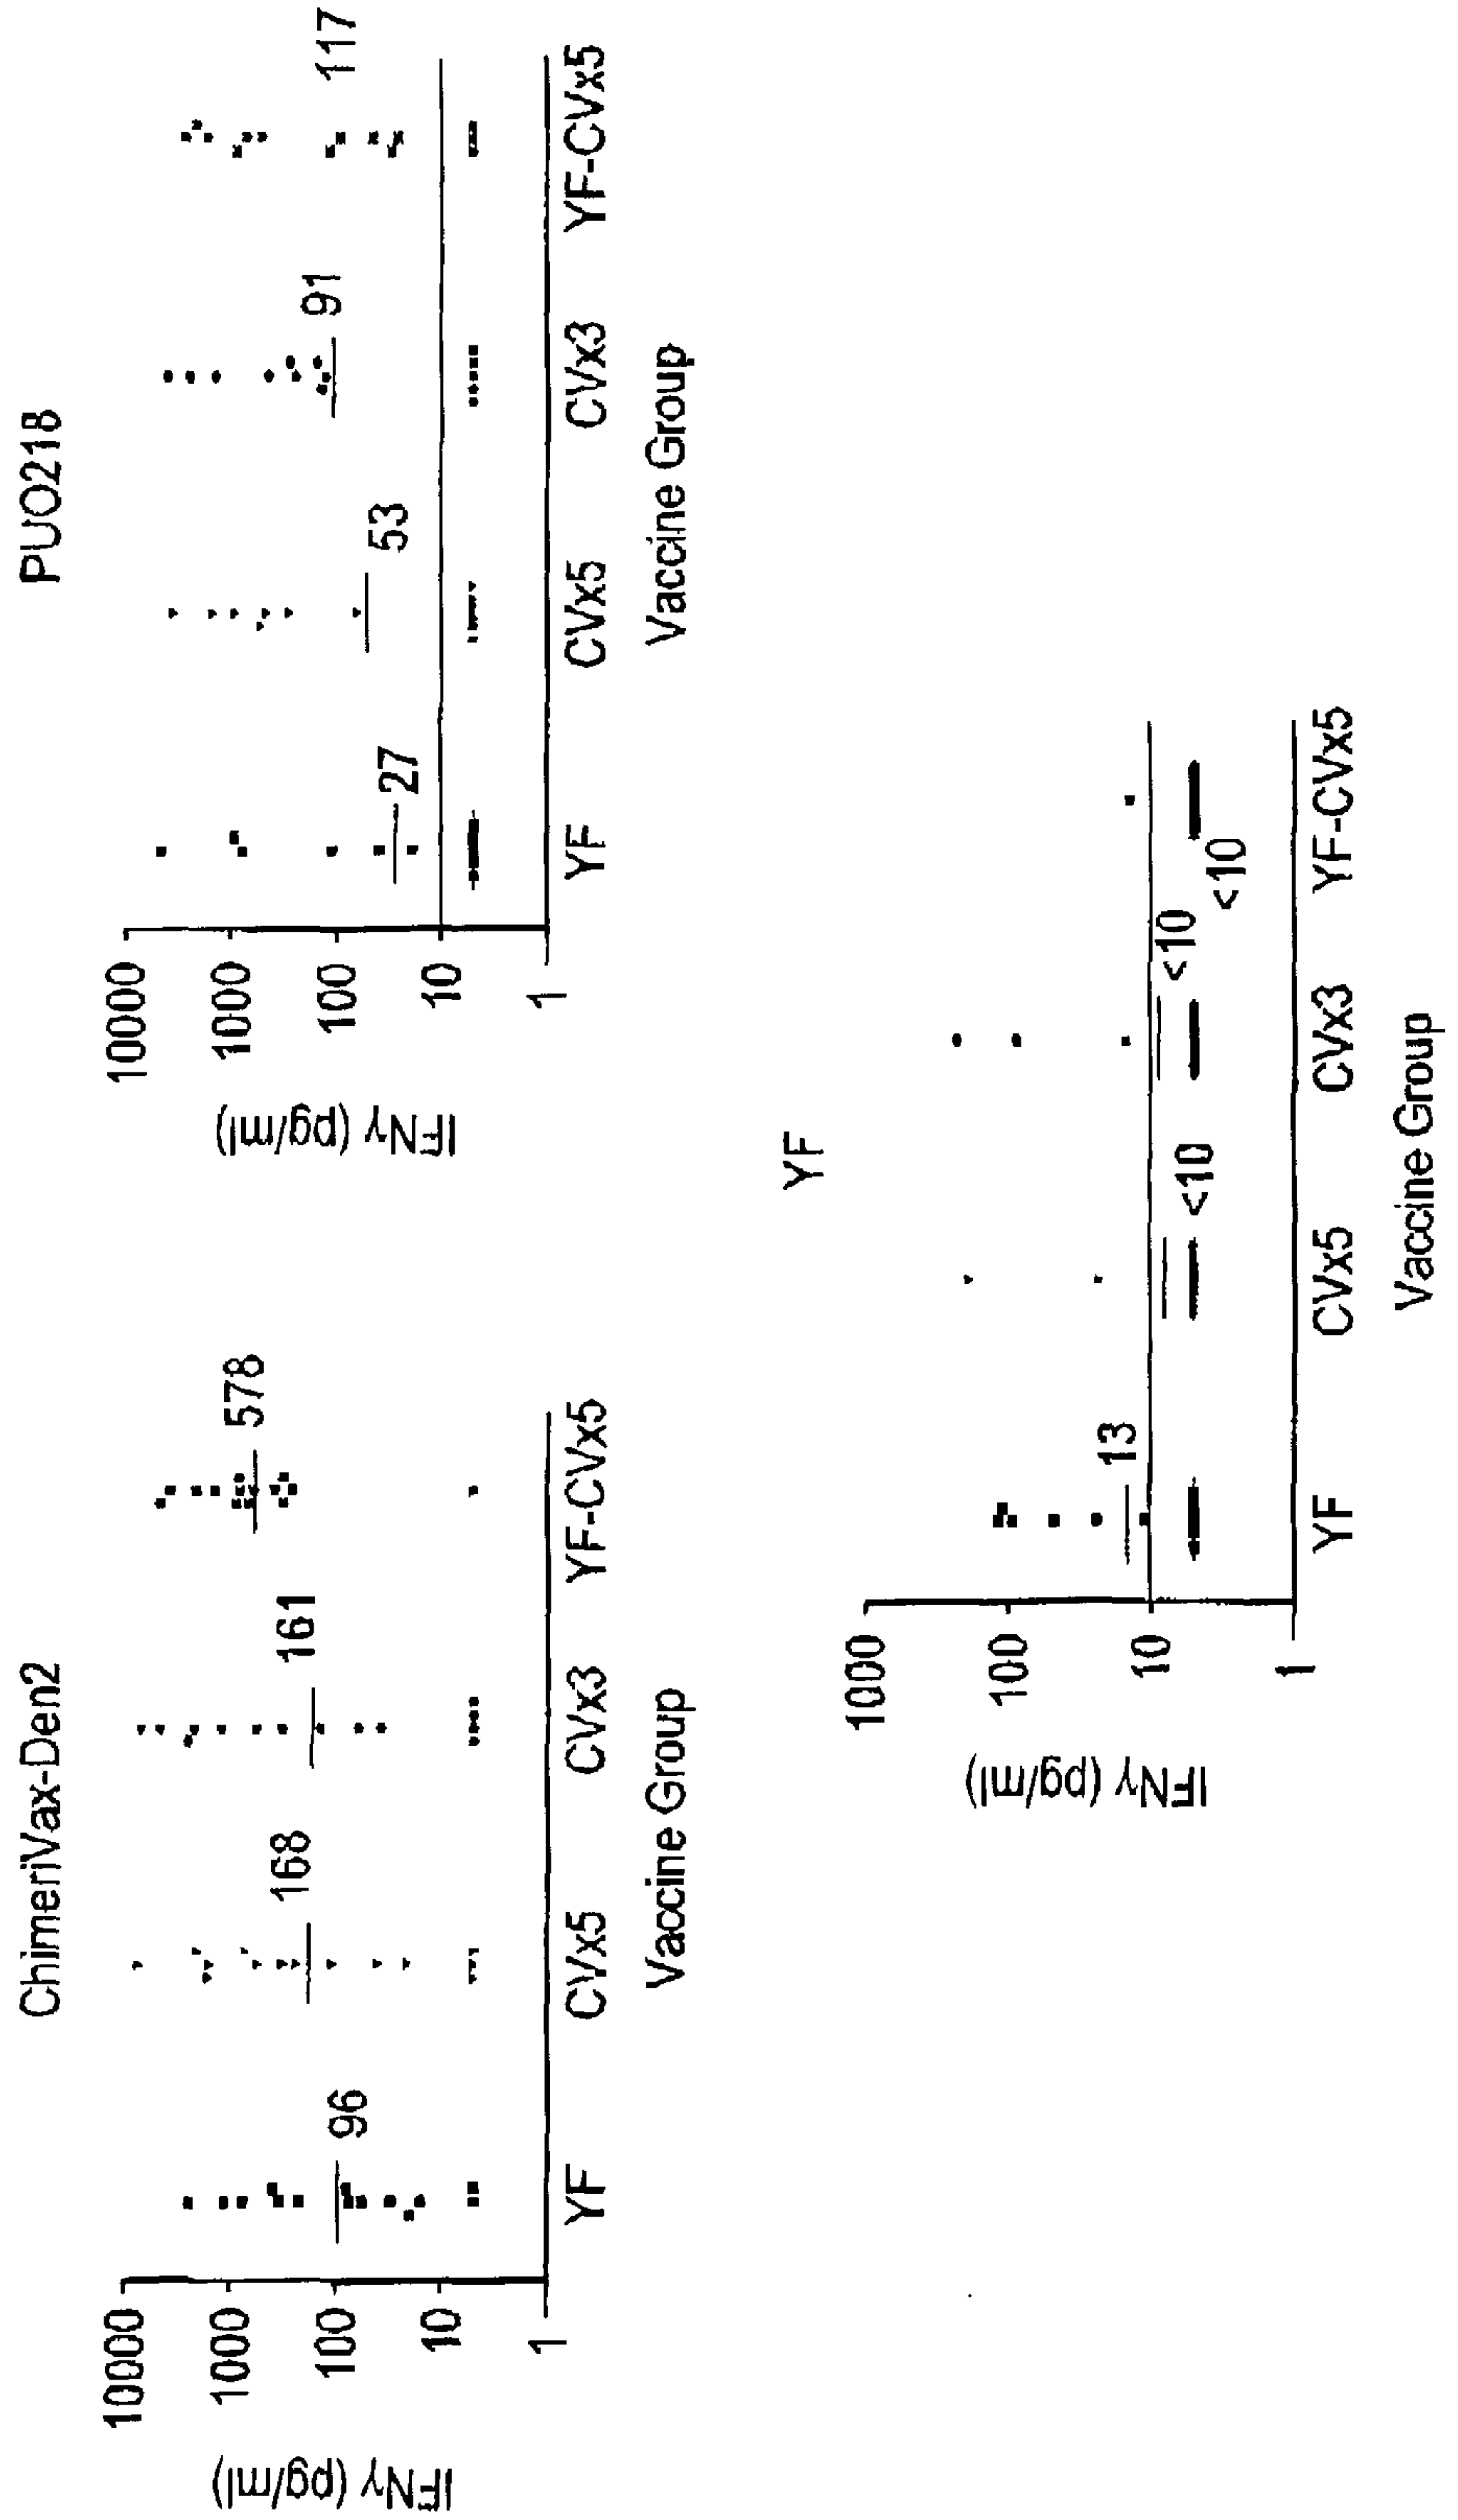 ChimeriVax-Den2
IFNγ (pg/ml)
10000
1000
100
10
1
96
168
161
578
YF
CVx5
CVx3
YF-CVx5
Vaccine Group
PUO218
IFNγ (pg/ml)
10000
1000
100
10
1
27
53
91
117
YF
CVx5
CVx3
YF-CVx5
Vaccine Group
YF
IFNγ (pg/ml)
1000
100
10
1
13
<10
<10
<10
YF
CVx5
CVx3
YF-CVx5
Vaccine Group